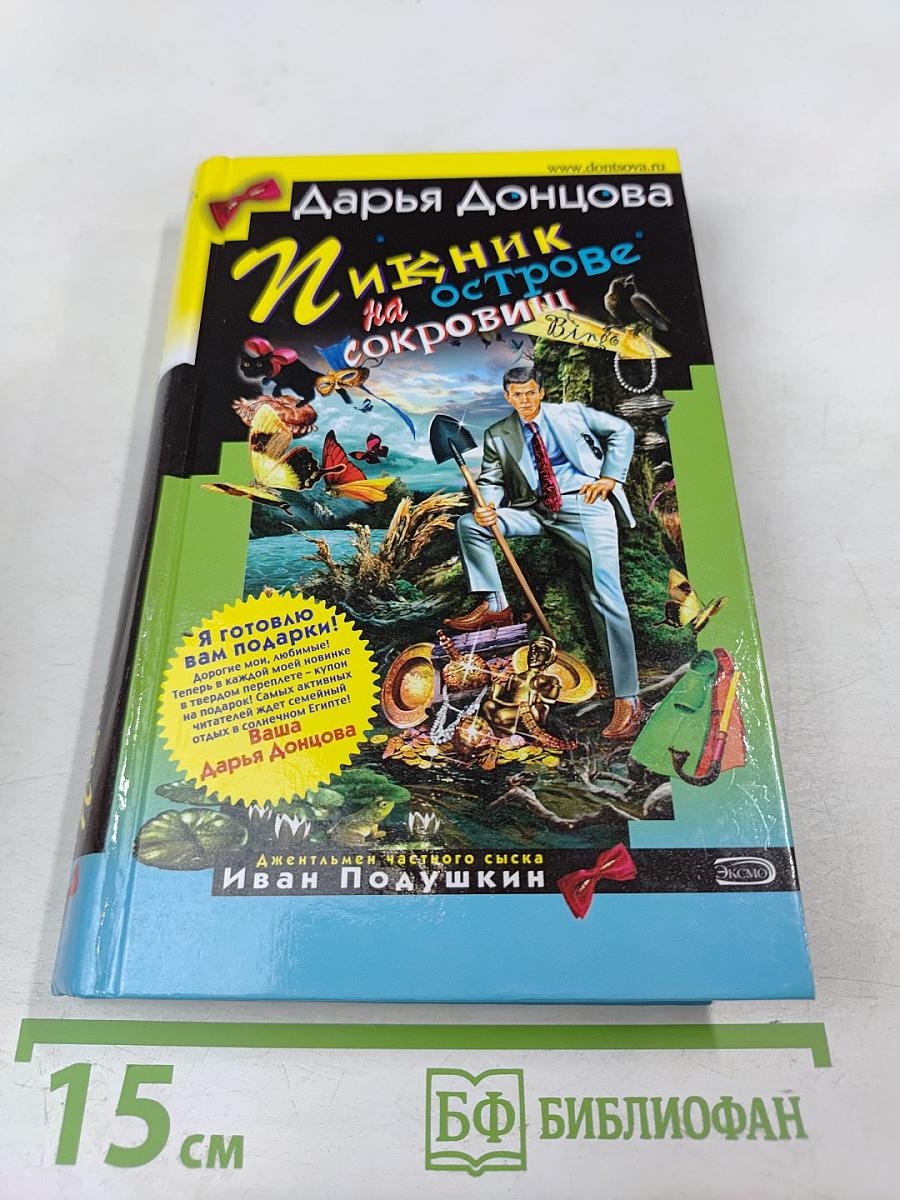 www.dontsova.ru
Дарья Донцова
Пикник
на острове
сокровищ
Bingo
Я готовлю
вам подарки!
Дорогие мои, любимые!
Теперь в каждой моей новинке
в твердом переплете – купон
на подарок! Самых активных
читателей ждет семейный
отдых в солнечном Египте!
Ваша
Дарья Донцова
Джентльмен частного сыска
Иван Подушкин
ЭКСМО
15 см
БФ БИБЛИОФАН